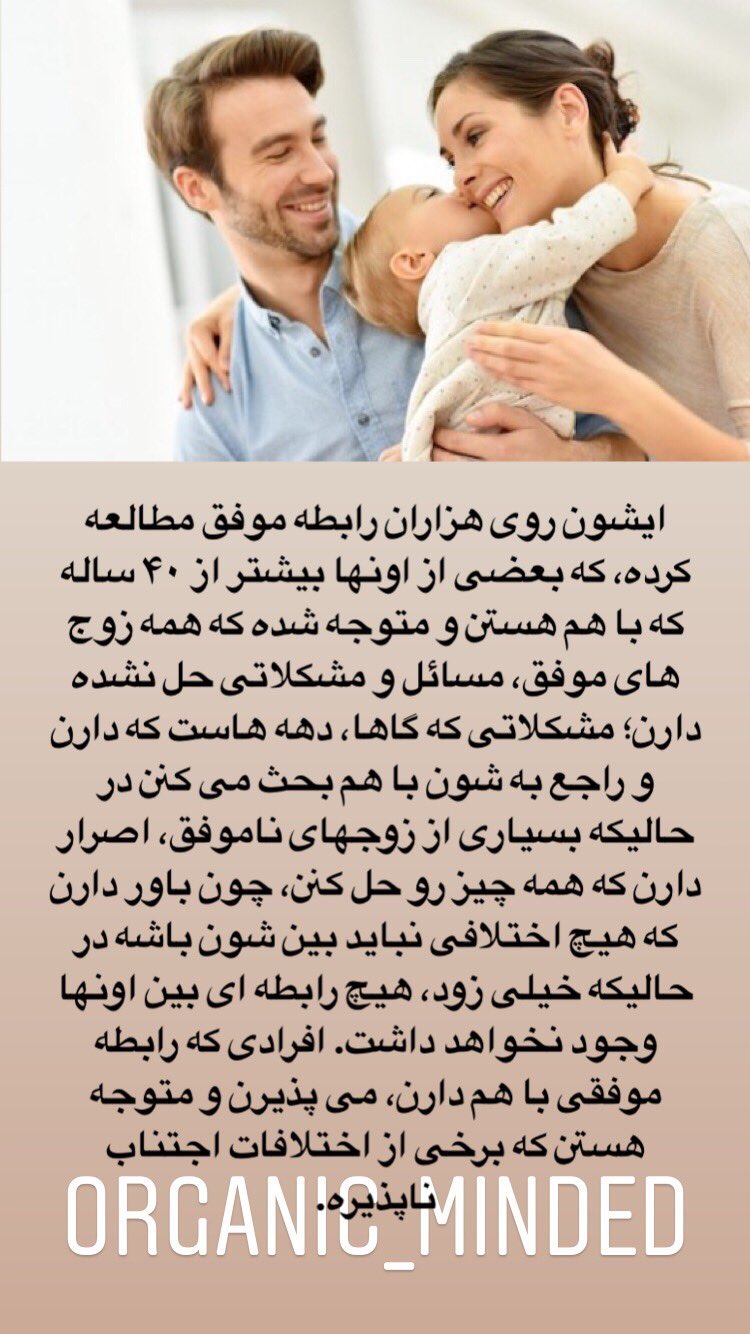 ایشون روی هزاران رابطه موفق مطالعه
کرده، که بعضی از اونها بیشتر از ۴۰ ساله
که با هم هستن و متوجه شده که همه زوج
های موفق، مسائل و مشکلاتی حل نشده
دارن؛ مشکلاتی که گاها، دهه هاست که دارن
و راجع به شون با هم بحث می کنن در
حالیکه بسیاری از زوجهای ناموفق، اصرار
دارن که همه چیز رو حل کنن، چون باور دارن
که هیچ اختلافی نباید بین شون باشه در
حالیکه خیلی زود، هیچ رابطه ای بین اونها
وجود نخواهد داشت. افرادی که رابطه
موفقی با هم دارن، می پذیرن و متوجه
هستن که برخی از اختلافات اجتناب
ناپذیره.
ORGANIC_MINDED